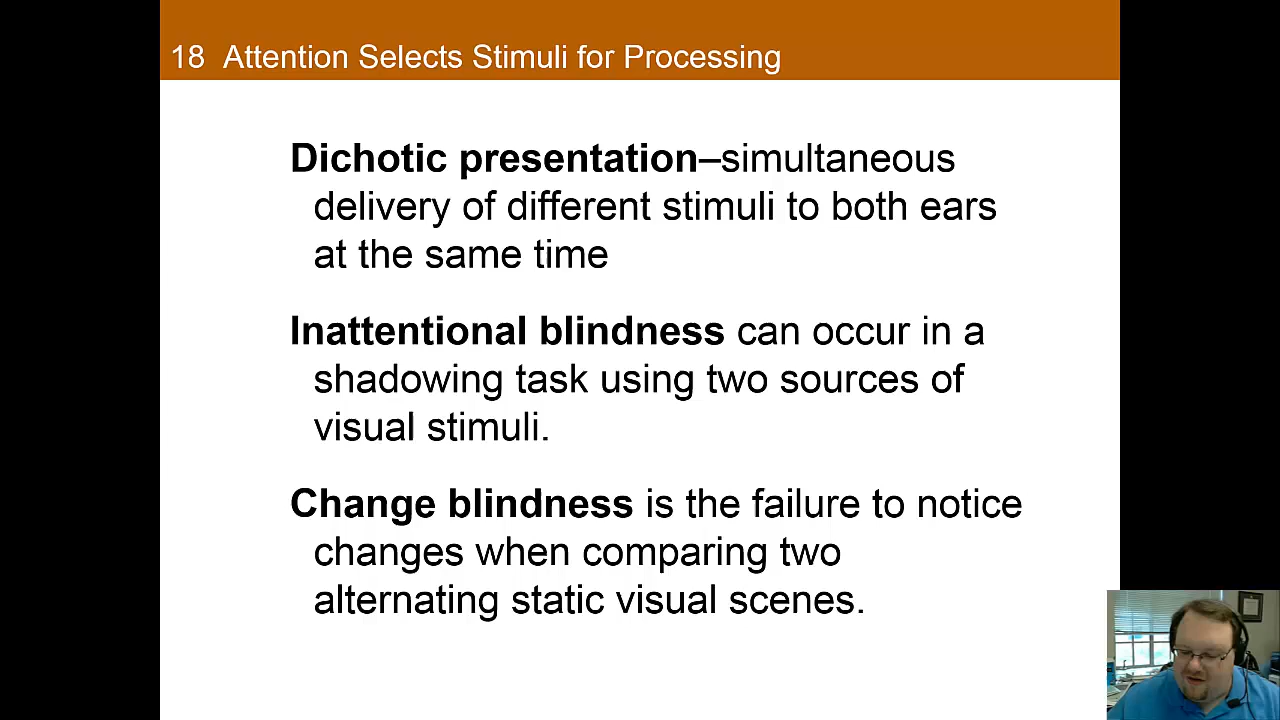 18 Attention Selects Stimuli for Processing
Dichotic presentation–simultaneous
delivery of different stimuli to both ears
at the same time
Inattentional blindness can occur in a
shadowing task using two sources of
visual stimuli.
Change blindness is the failure to notice
changes when comparing two
alternating static visual scenes.